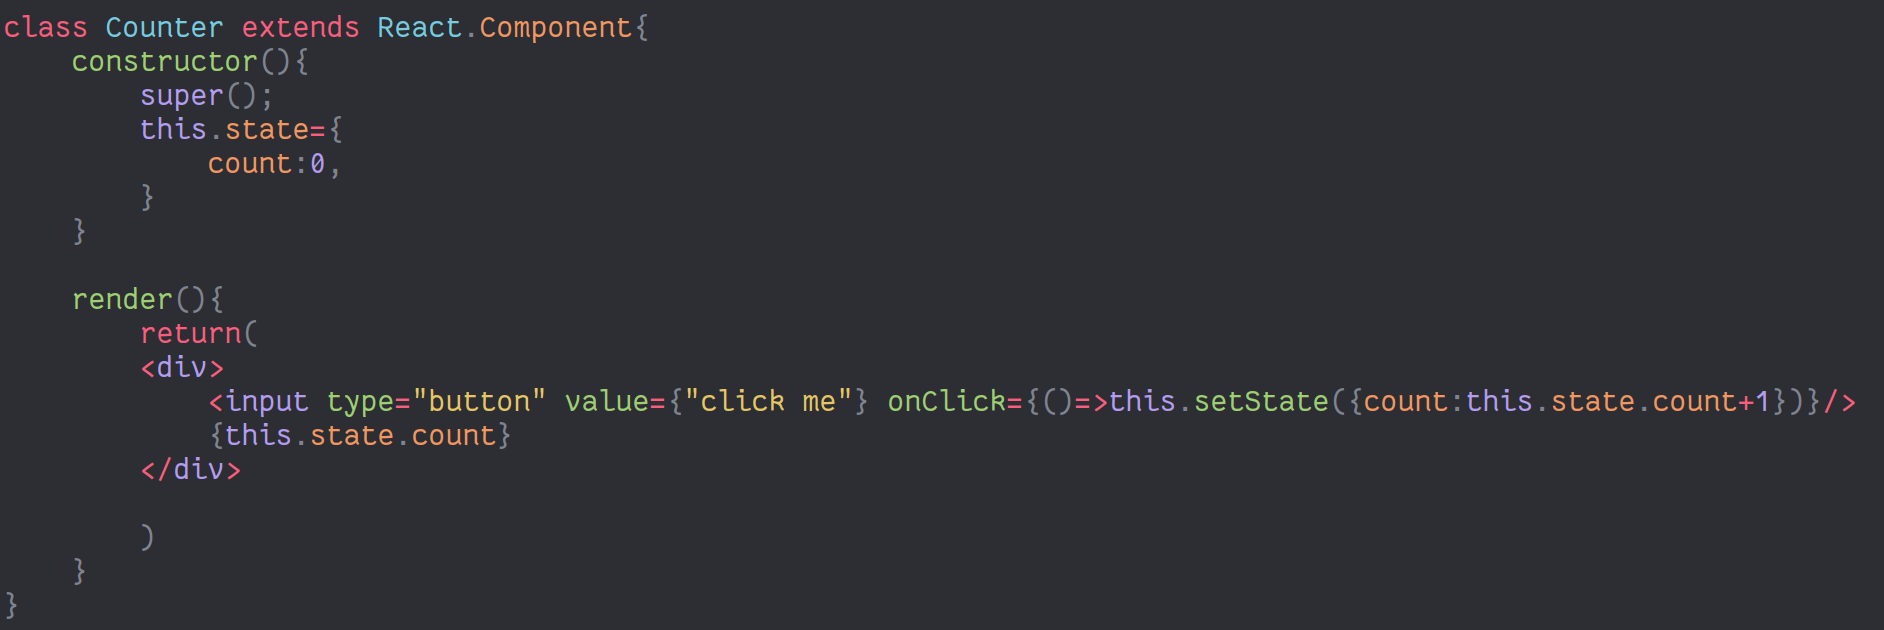 class Counter extends React.Component{
    constructor(){
        super();
        this.state={
            count:0,
        }
    }

    render(){
        return(
        <div>
            <input type="button" value={"click me"} onClick={()=>this.setState({count:this.state.count+1})}/>
            {this.state.count}
        </div>

        )
    }
}